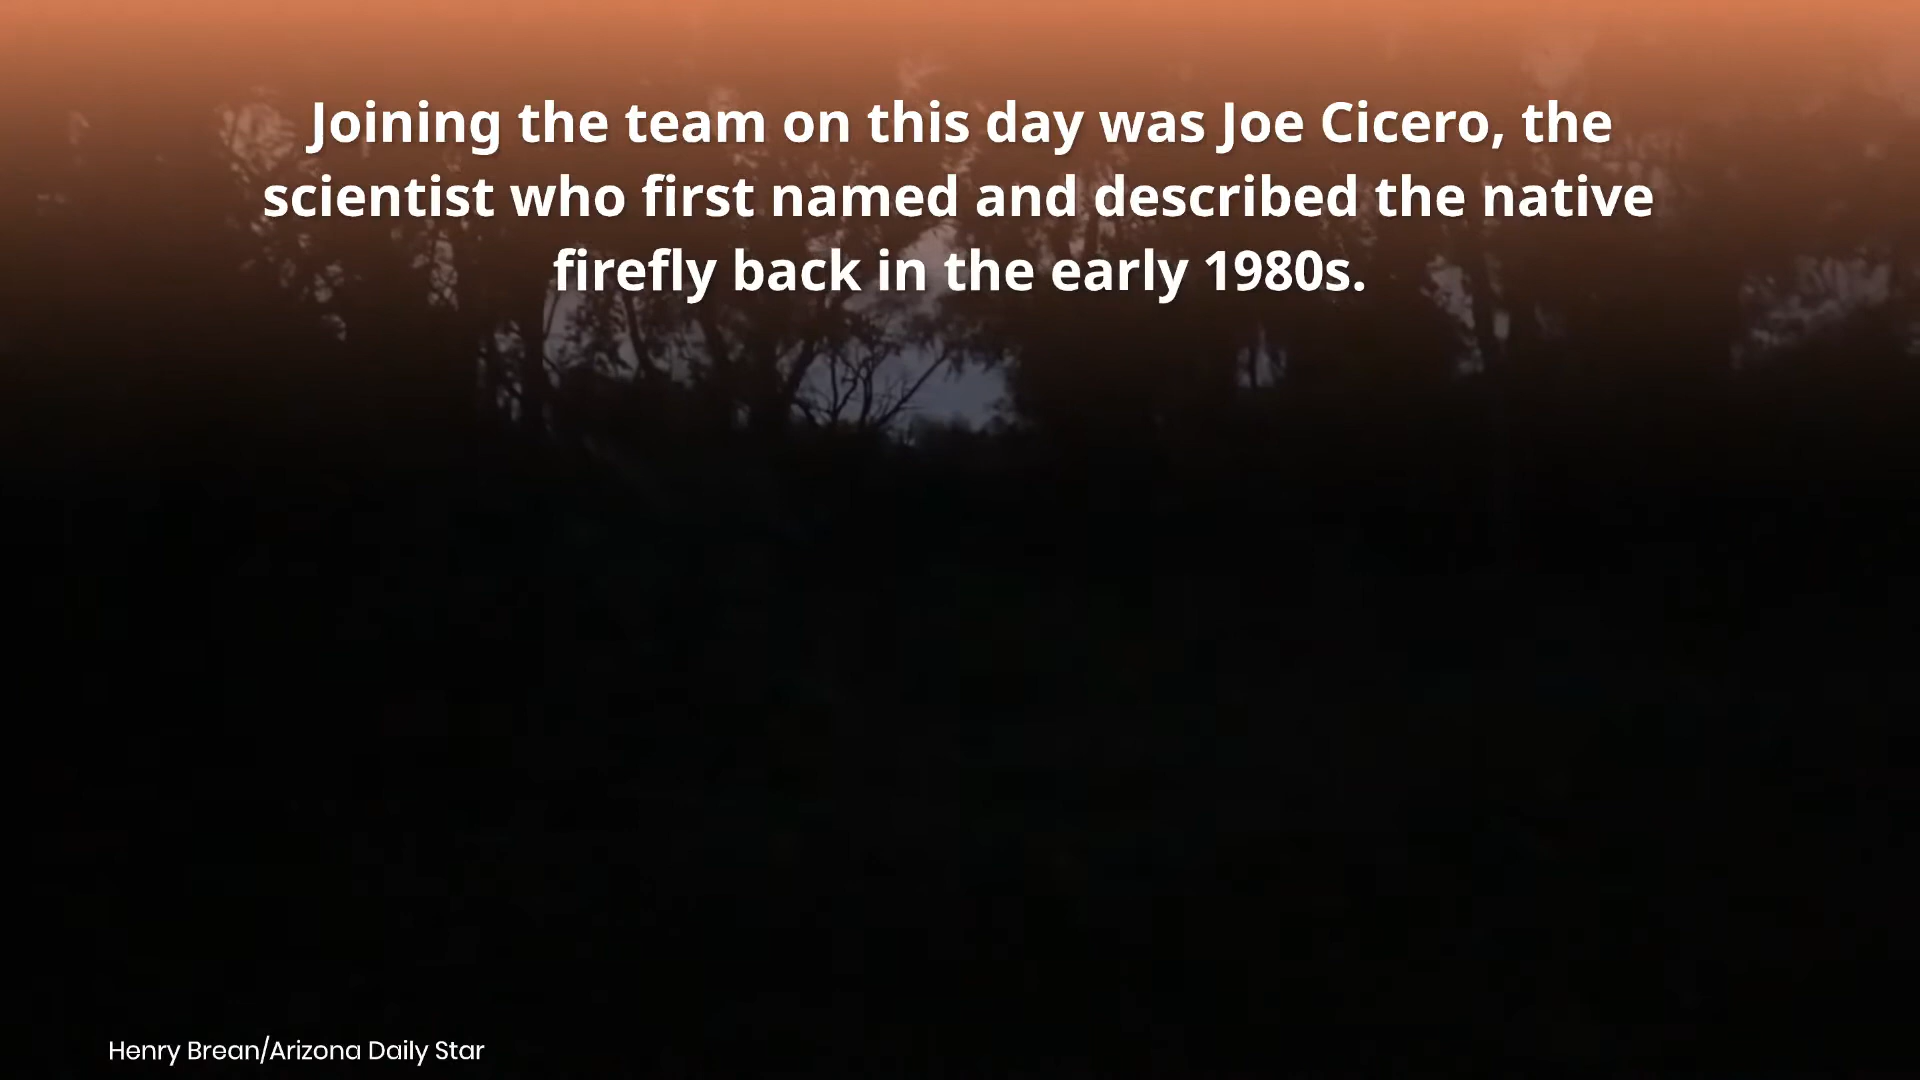 Joining the team on this day was Joe Cicero, the
scientist who first named and described the native
firefly back in the early 1980s.
Henry Brean/Arizona Daily Star